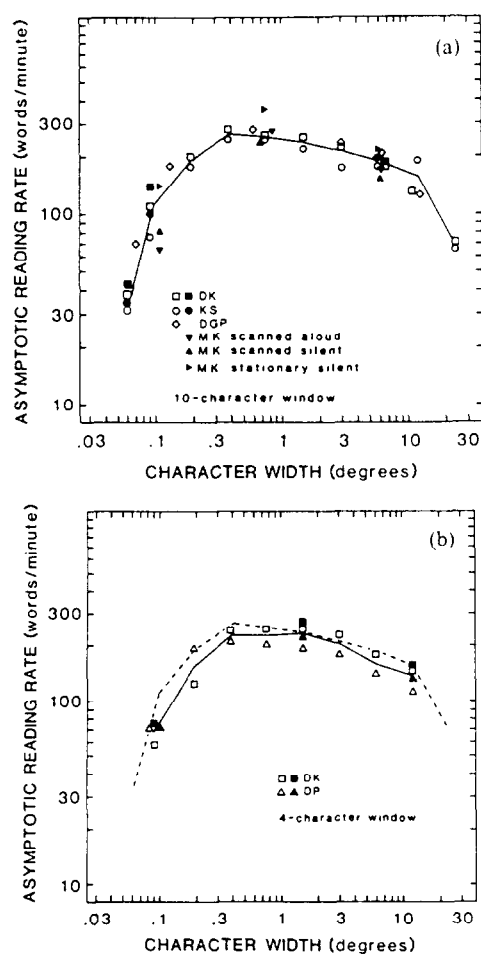 (a)
ASYMPTOTIC READING RATE (words/minute)
300
100
30
10
□ ■ DK
○ ● KS
◇ DGP
▼ MK scanned aloud
▲ MK scanned silent
▶ MK stationary silent
10-character window
.03 .1 .3 1 3 10 30
CHARACTER WIDTH (degrees)
(b)
ASYMPTOTIC READING RATE (words/minute)
300
100
30
10
□ ■ DK
△ ▲ DP
4-character window
.03 .1 .3 1 3 10 30
CHARACTER WIDTH (degrees)